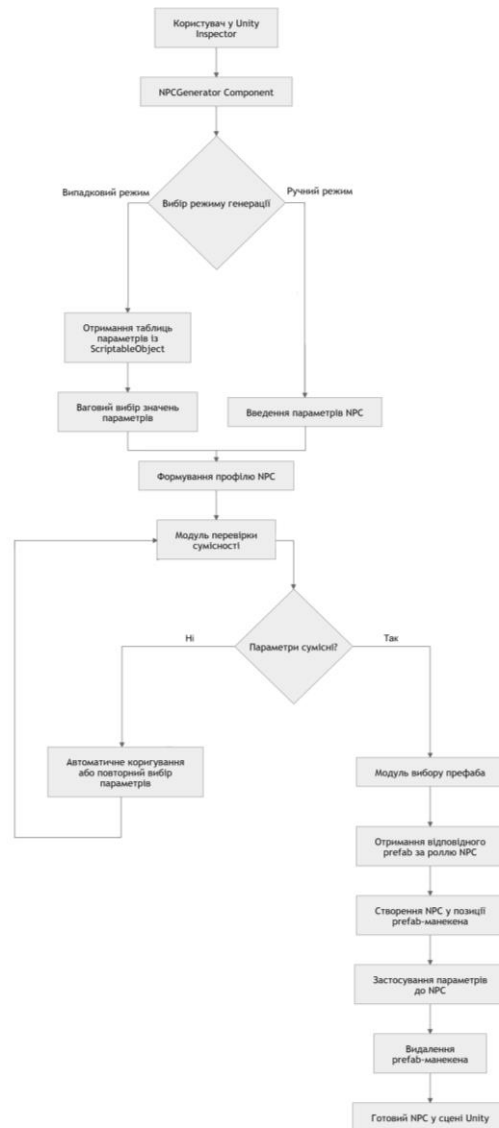 Користувач у Unity
Inspector
NPCGenerator Component
Випадковий режим
Ручний режим
Вибір режиму генерації
Отримання таблиць
параметрів із
ScriptableObject
Ваговий вибір значень
параметрів
Введення параметрів NPC
Формування профілю NPC
Модуль перевірки
сумісності
Ні
Так
Параметри сумісні?
Автоматичне коригування
або повторний вибір
параметрів
Модуль вибору префаба
Отримання відповідного
prefab за роллю NPC
Створення NPC у позиції
prefab-манекена
Застосування параметрів
до NPC
Видалення
prefab-манекена
Готовий NPC у сцені Unity